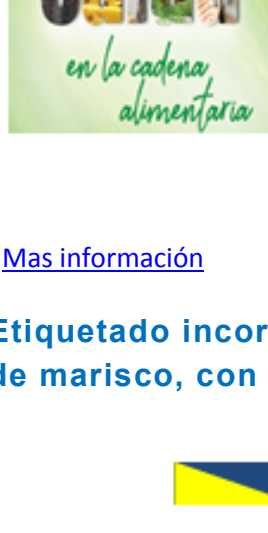 en la cadena
alimentaria
Mas información
Etiquetado incor
de marisco, con